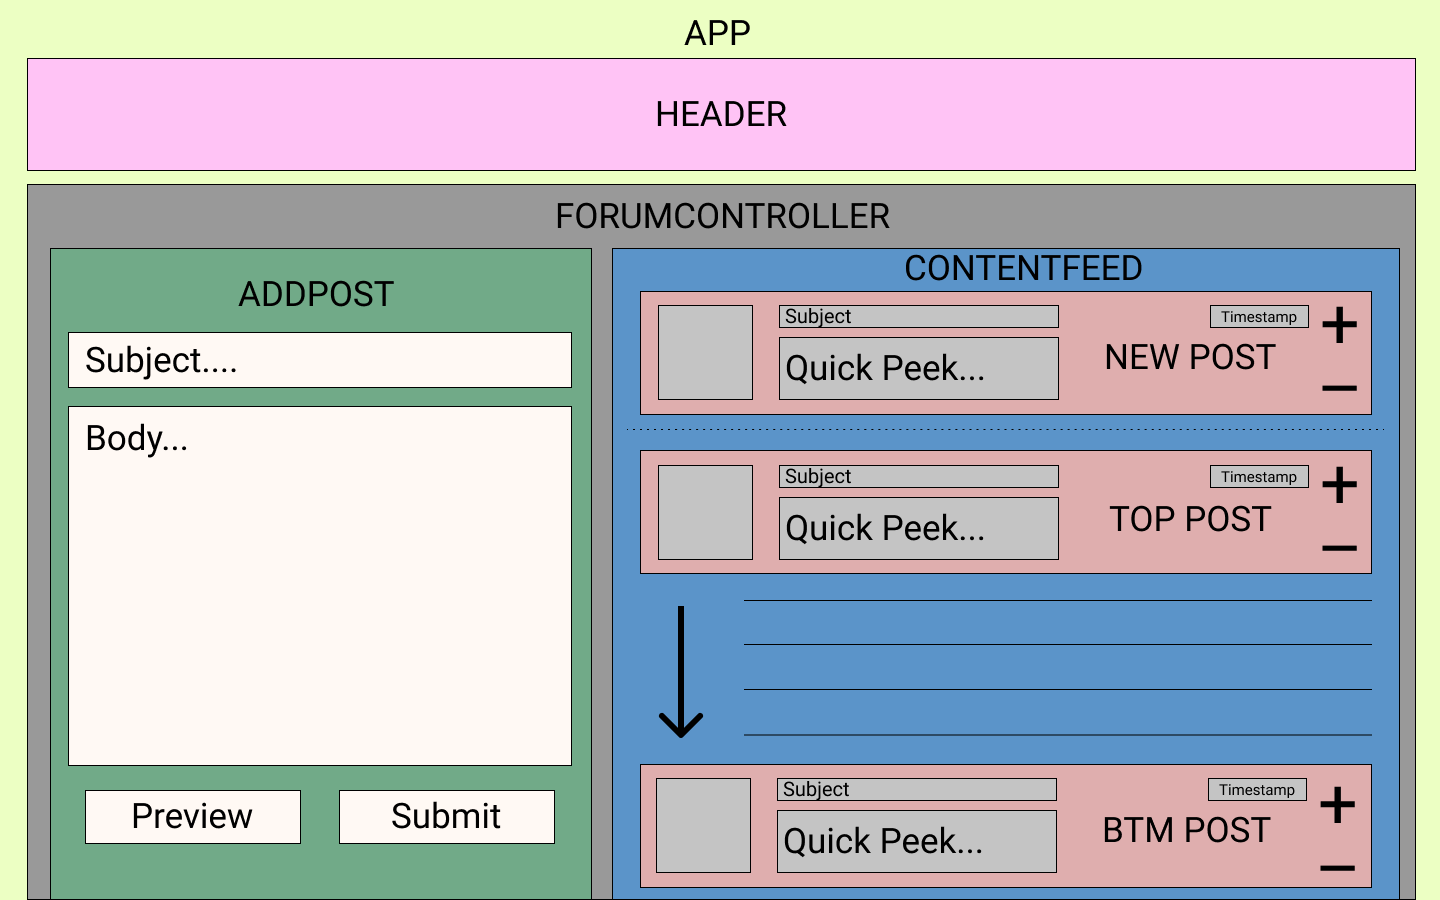 APP
HEADER
FORUMCONTROLLER
ADDPOST
Subject....
Body...
Preview
Submit
CONTENTFEED
Subject
Timestamp
Quick Peek...
NEW POST
Subject
Timestamp
Quick Peek...
TOP POST
Subject
Timestamp
Quick Peek...
BTM POST